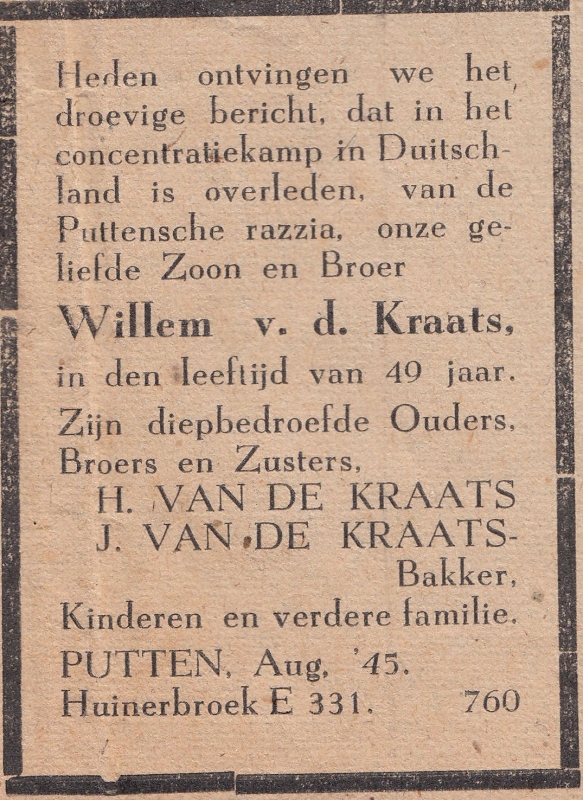 Heden ontvingen we het
droevige bericht, dat in het
concentratiekamp in Duitsch-
land is overleden, van de
Puttensche razzia, onze ge-
liefde Zoon en Broer
Willem v. d. Kraats,
in den leeftijd van 49 jaar.
Zijn diepbedroefde Ouders,
Broers en Zusters,
H. VAN DE KRAATS
J. VAN DE KRAATS-
Bakker,
Kinderen en verdere familie.
PUTTEN, Aug, '45.
Huinerbroek E 331. 760